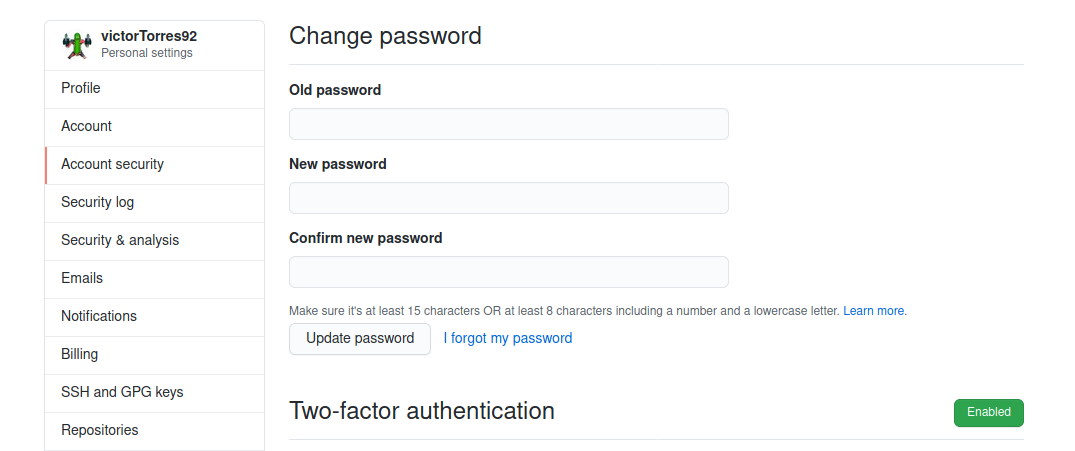 victorTorres92
Personal settings
Profile
Account
Account security
Security log
Security & analysis
Emails
Notifications
Billing
SSH and GPG keys
Repositories
Change password
Old password
New password
Confirm new password
Make sure it's at least 15 characters OR at least 8 characters including a number and a lowercase letter. Learn more.
Update password I forgot my password
Two-factor authentication Enabled